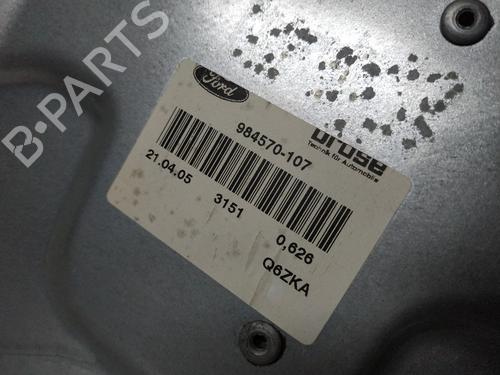 B-PARTS
Ford
984570-107
brose
Technik für Automobile
21.04.05 3151 0,626
Q6ZKA